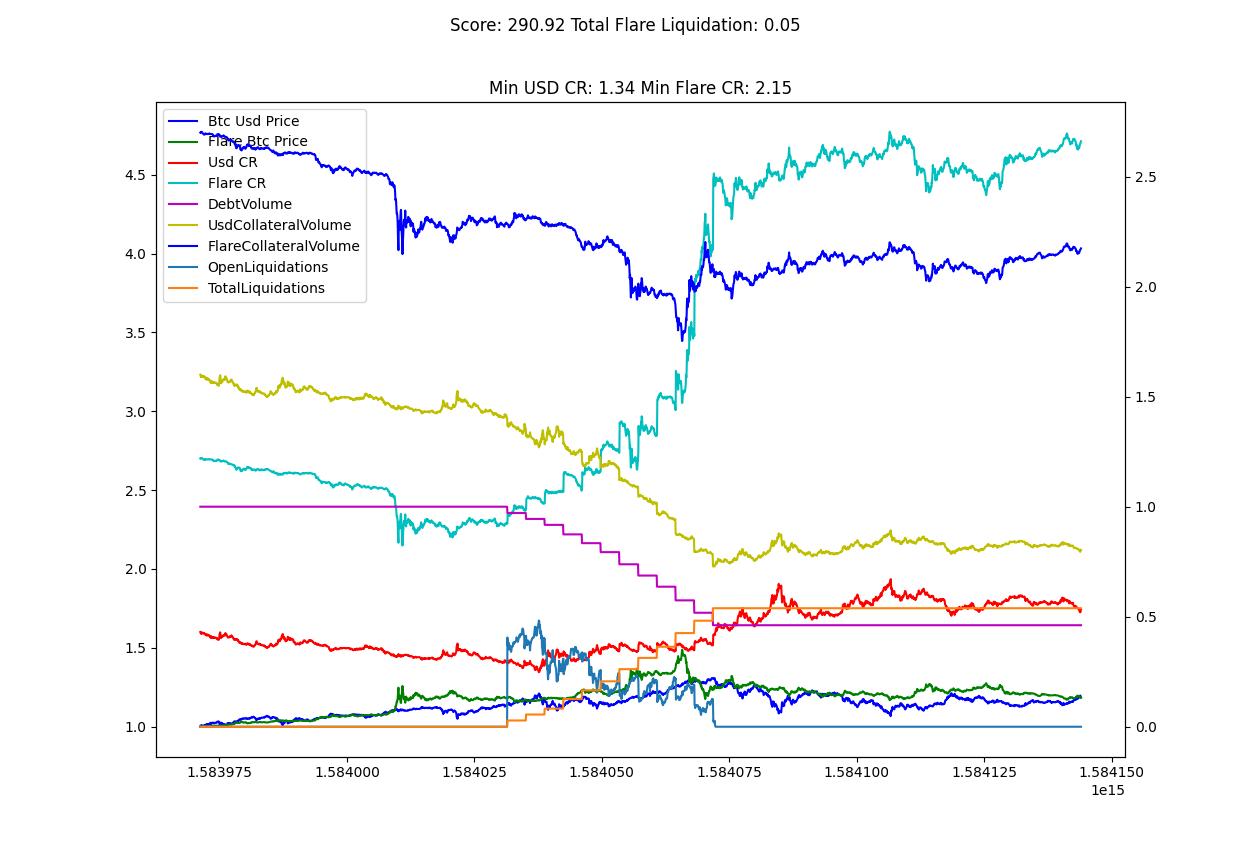 Score: 290.92 Total Flare Liquidation: 0.05
Min USD CR: 1.34 Min Flare CR: 2.15
Btc Usd Price
Flare Btc Price
Usd CR
Flare CR
DebtVolume
UsdCollateralVolume
FlareCollateralVolume
OpenLiquidations
TotalLiquidations
4.5
4.0
3.5
3.0
2.5
2.0
1.5
1.0
2.5
2.0
1.5
1.0
0.5
0.0
1.583975 1.584000 1.584025 1.584050 1.584075 1.584100 1.584125 1.584150
1e15